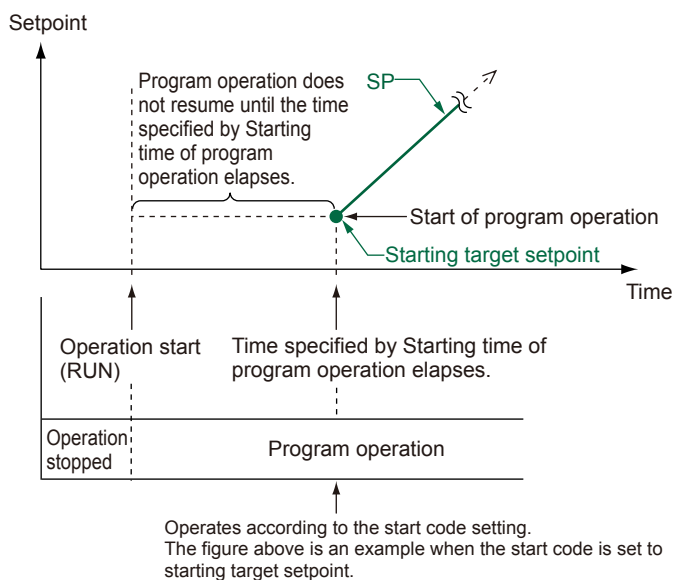 Setpoint
Program operation does
not resume until the time
specified by Starting
time of program
operation elapses.
SP
Start of program operation
Starting target setpoint
Time
Operation start
(RUN)
Time specified by Starting time of
program operation elapses.
Operation
stopped
Program operation
Operates according to the start code setting.
The figure above is an example when the start code is set to
starting target setpoint.